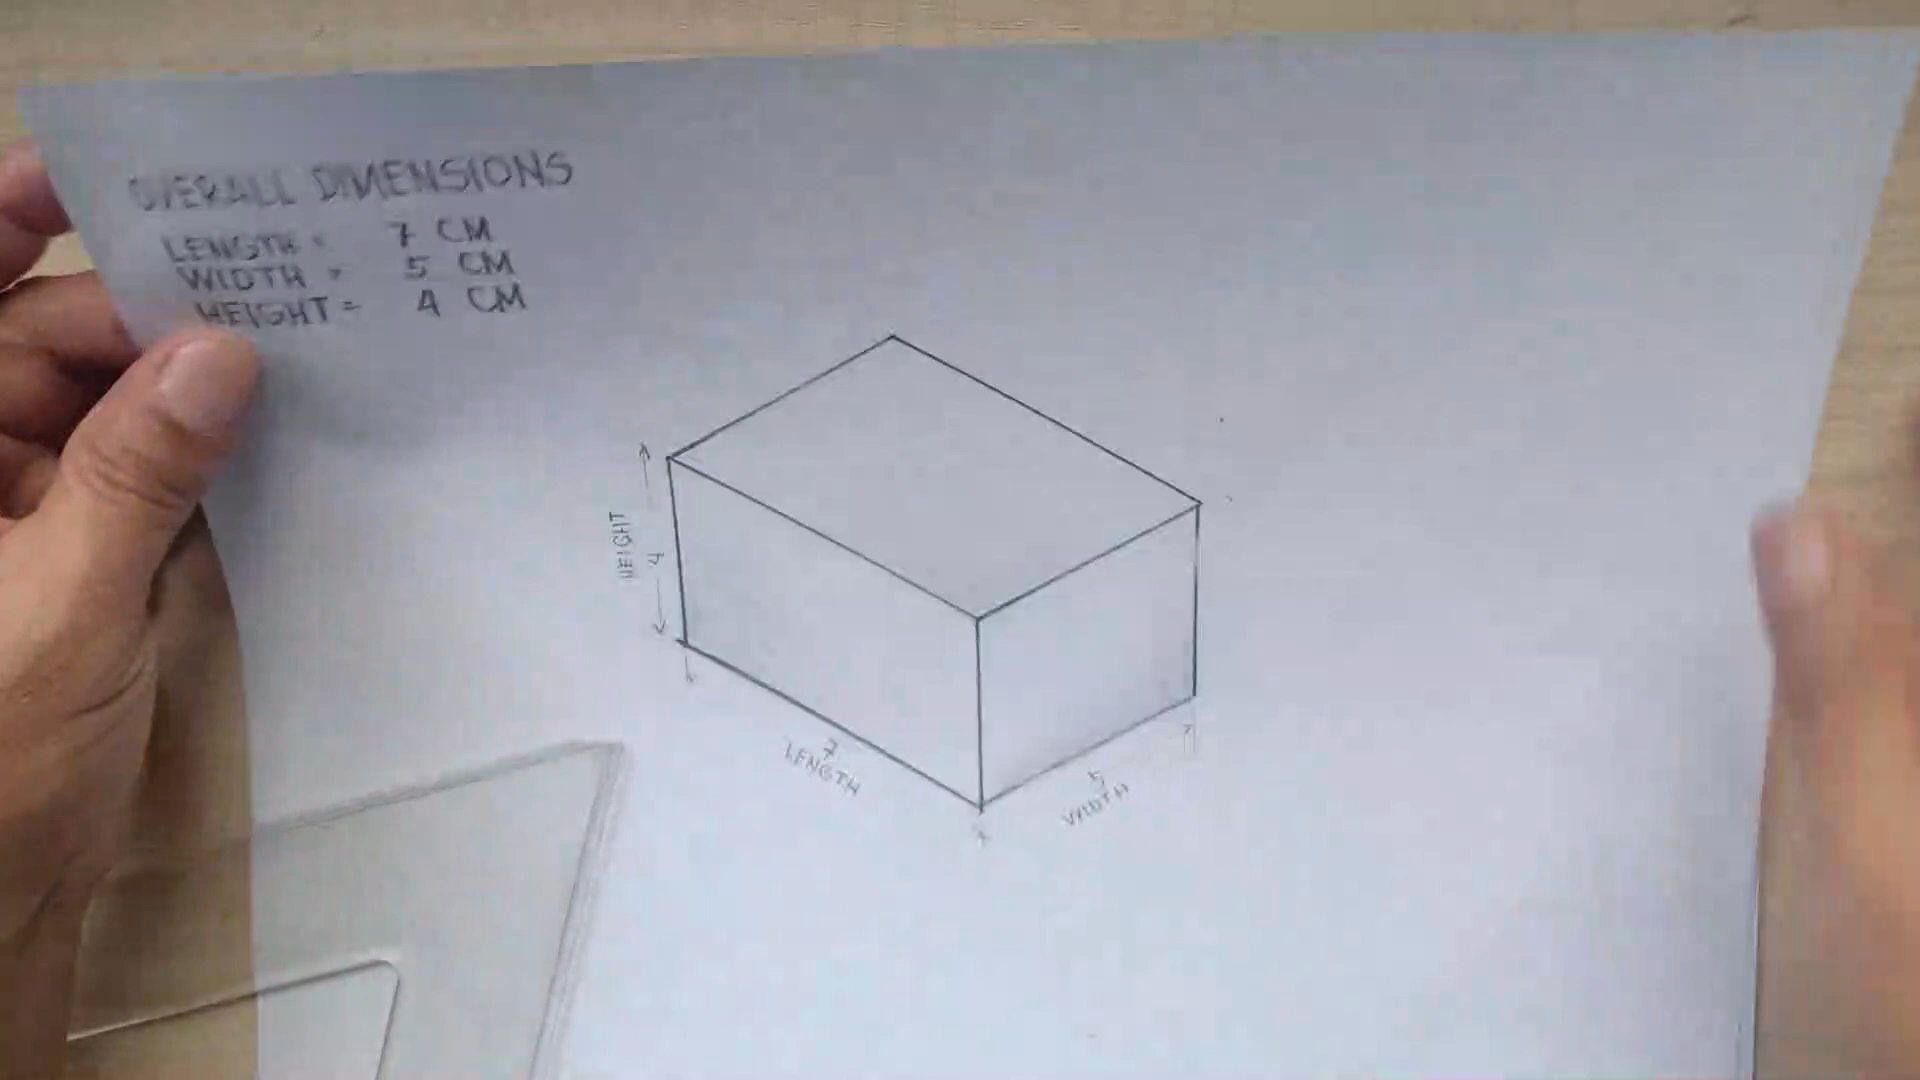 OVERALL DIMENSIONS
LENGTH = 7 CM
WIDTH = 5 CM
HEIGHT = 4 CM
HEIGHT
4
7
LENGTH
5
WIDTH